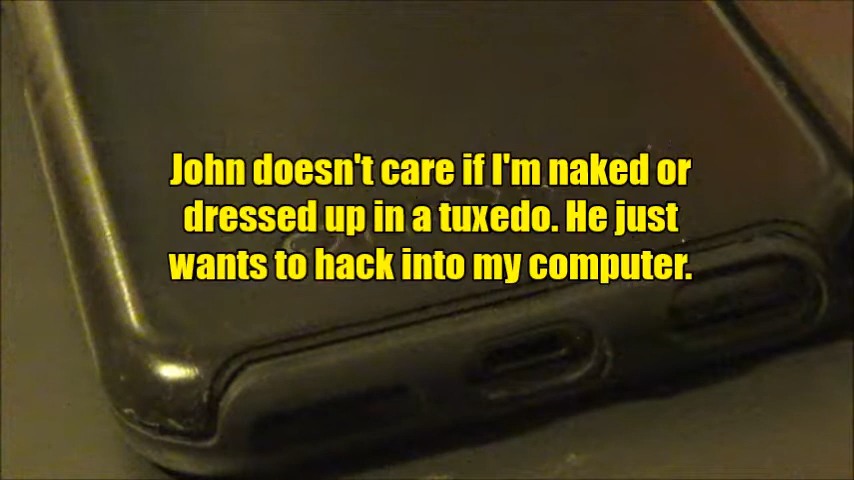 John doesn't care if I'm naked or
dressed up in a tuxedo. He just
wants to hack into my computer.